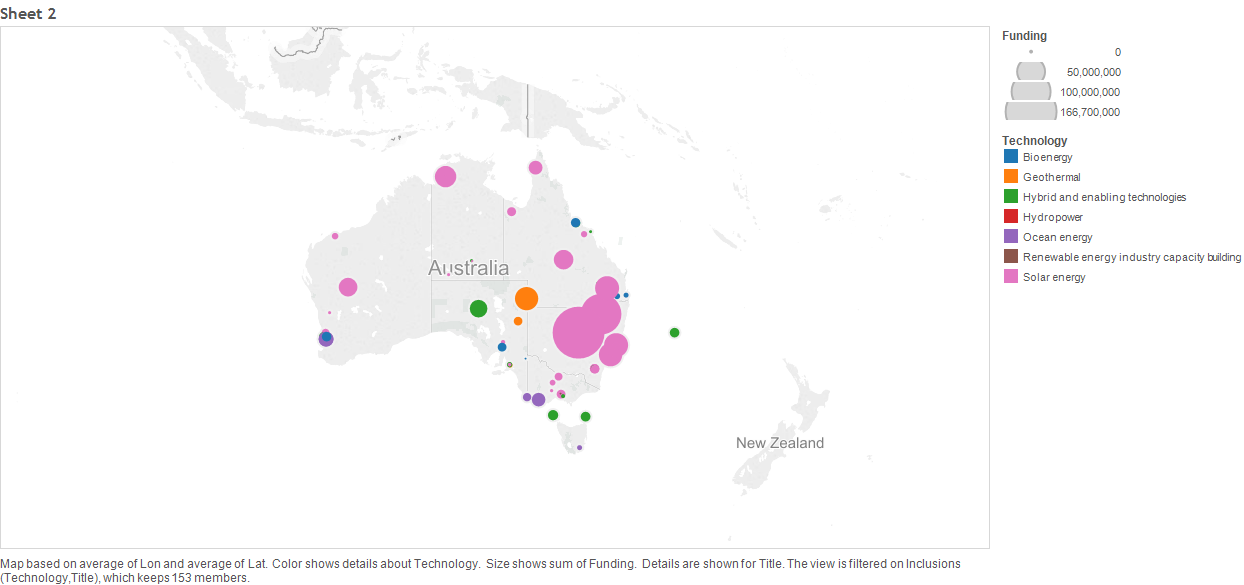 Sheet 2
Funding
0
50,000,000
100,000,000
166,700,000
Technology
Bioenergy
Geothermal
Hybrid and enabling technologies
Hydropower
Ocean energy
Renewable energy industry capacity building
Solar energy
Australia
New Zealand
Map based on average of Lon and average of Lat. Color shows details about Technology. Size shows sum of Funding. Details are shown for Title. The view is filtered on Inclusions
(Technology,Title), which keeps 153 members.